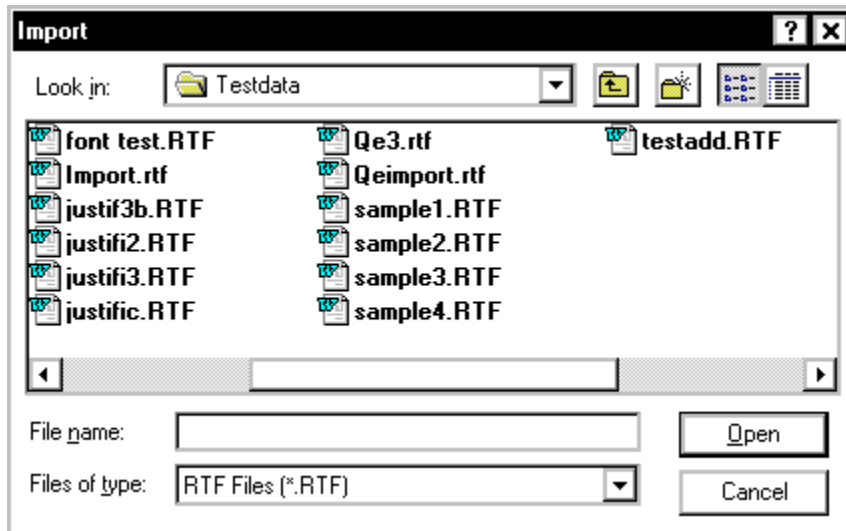 Import
Look in: Testdata
font test.RTF Qe3.rtf testadd.RTF
Import.rtf Qeimport.rtf
justif3b.RTF sample1.RTF
justifi2.RTF sample2.RTF
justifi3.RTF sample3.RTF
justific.RTF sample4.RTF
File name: Open
Files of type: RTF Files (*.RTF) Cancel